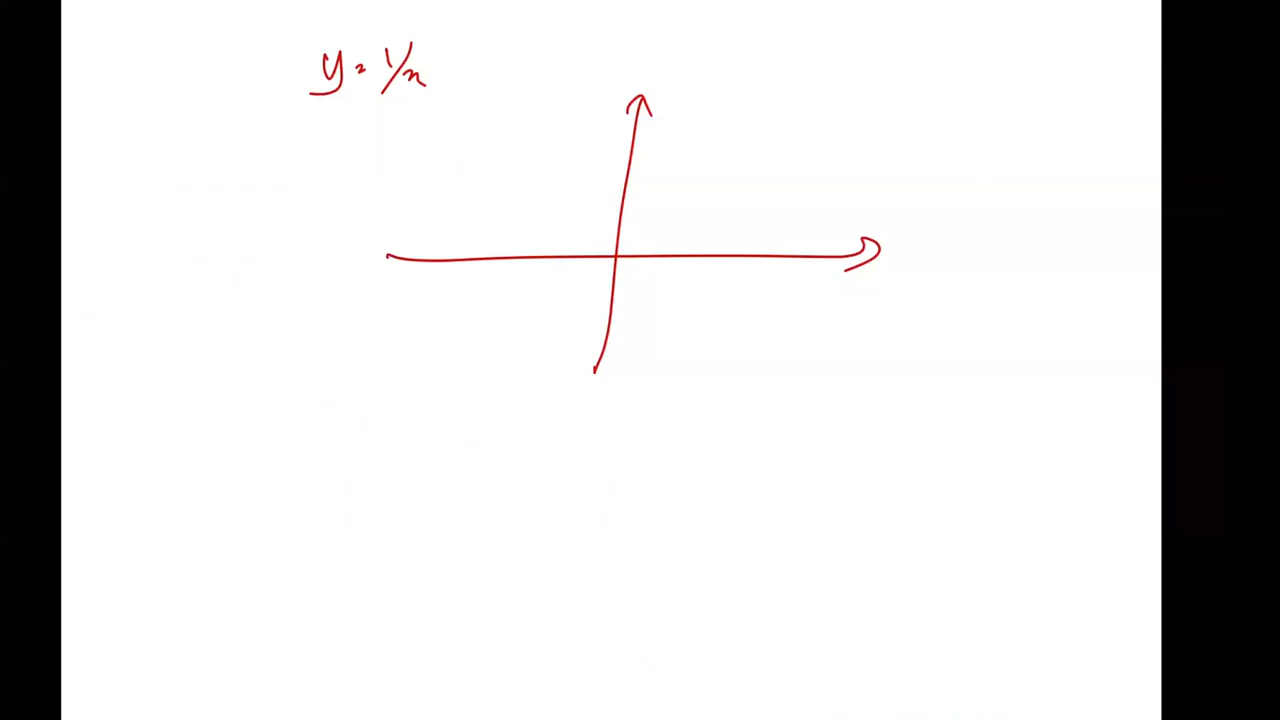 y = 1/x